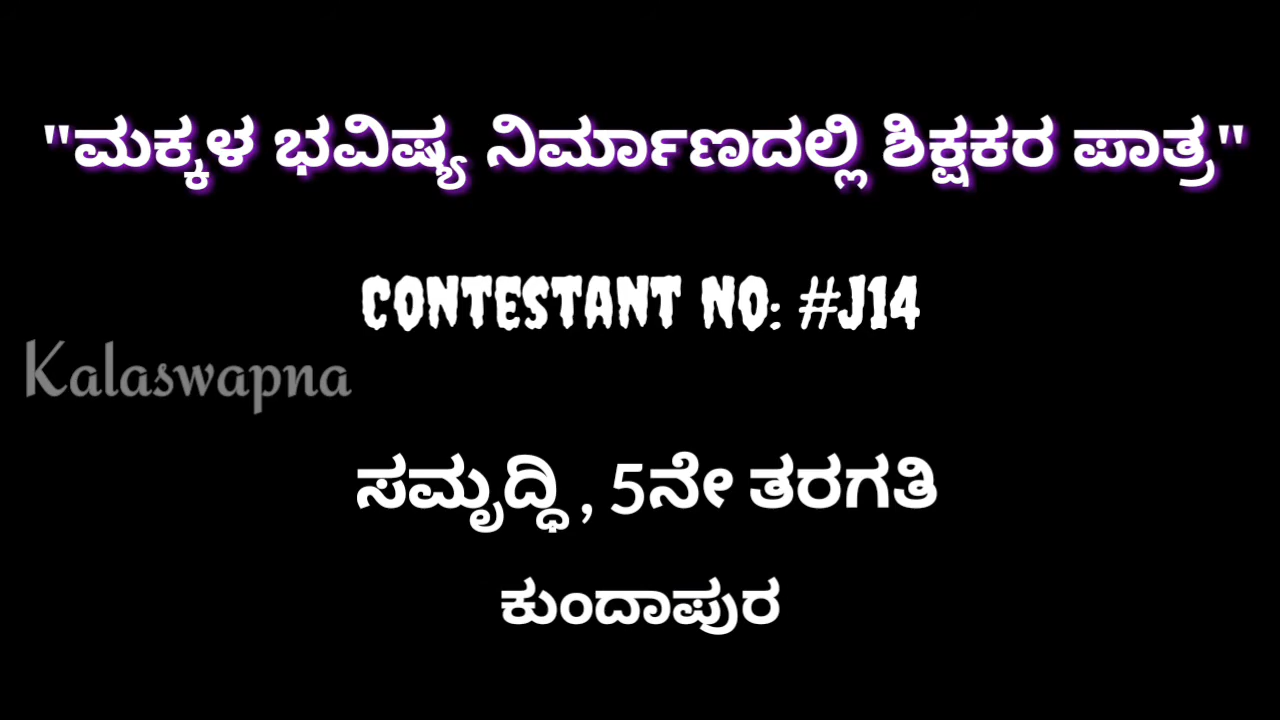 "ಮಕ್ಕಳ ಭವಿಷ್ಯ ನಿರ್ಮಾಣದಲ್ಲಿ ಶಿಕ್ಷಕರ ಪಾತ್ರ"
CONTESTANT NO: #J14
Kalaswapna
ಸಮೃದ್ಧಿ , 5ನೇ ತರಗತಿ
ಕುಂದಾಪುರ